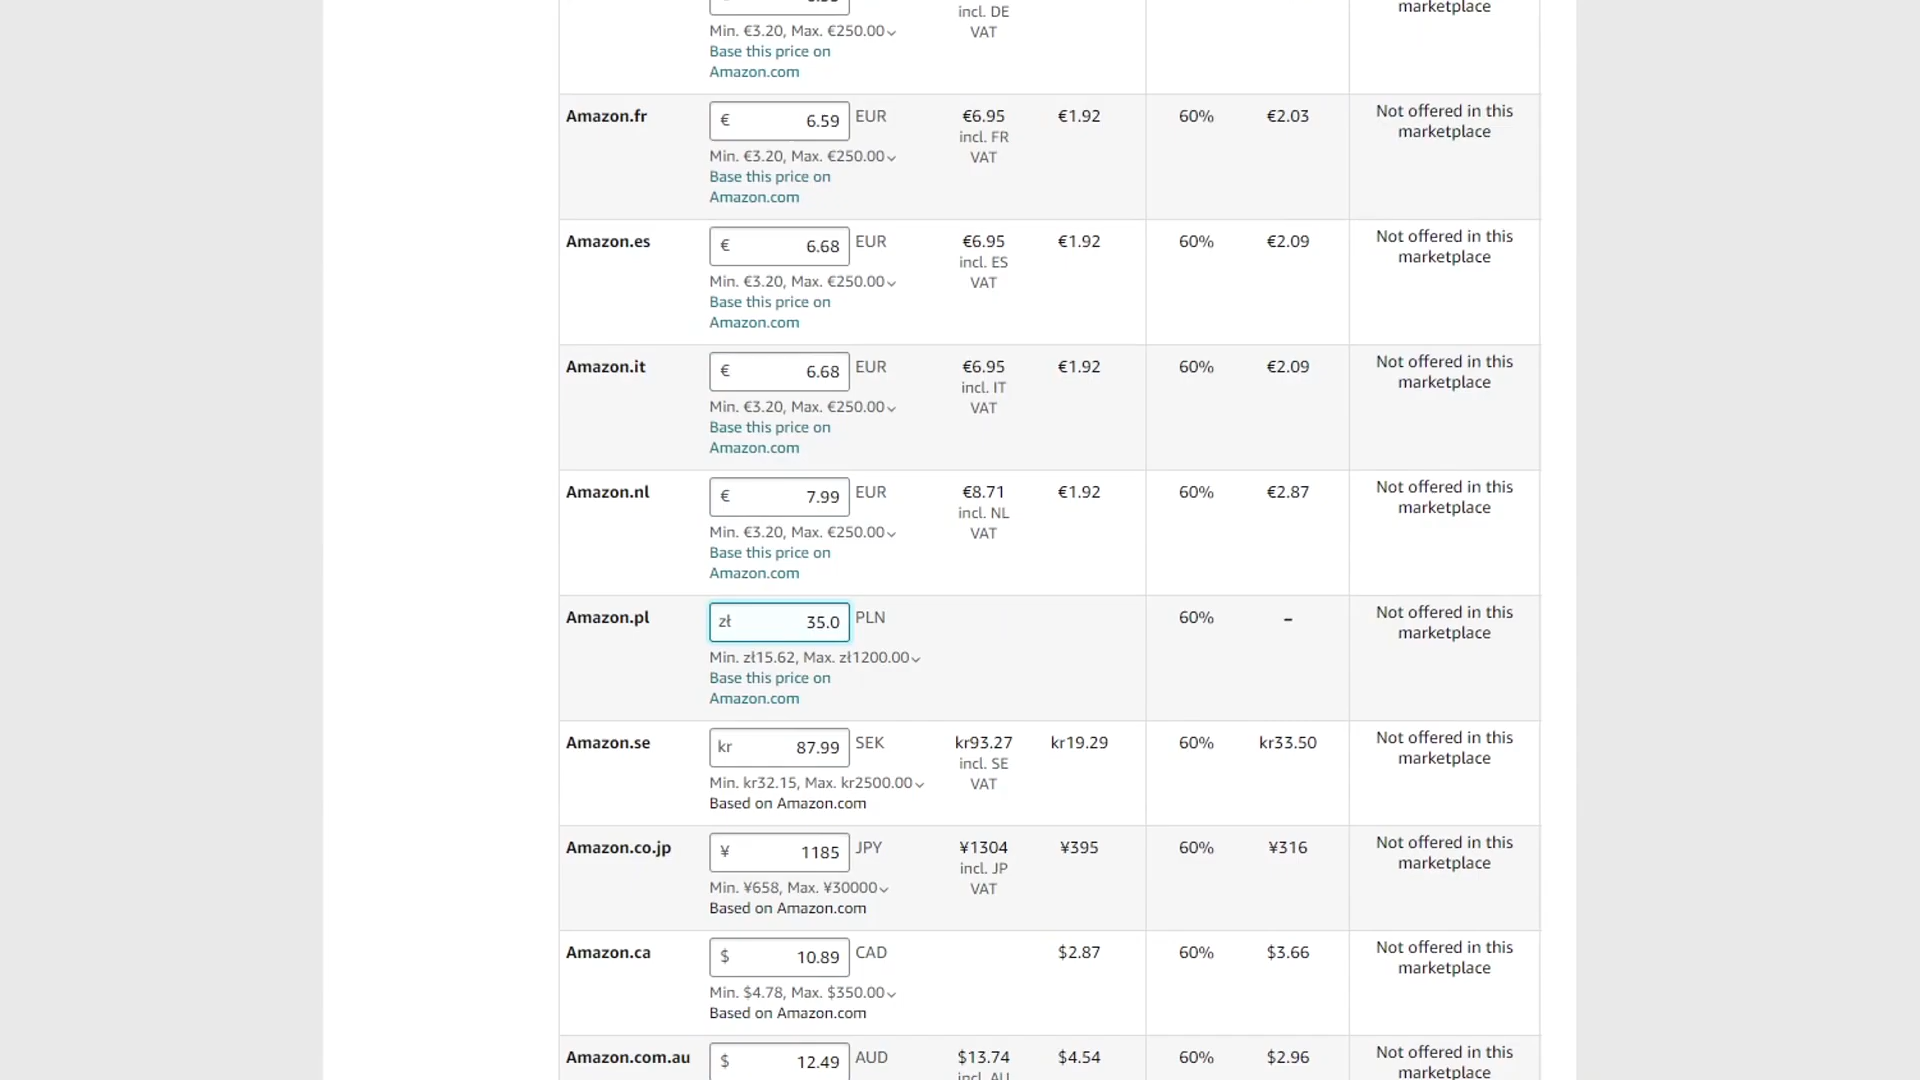 incl. DE
VAT
marketplace
Min. €3.20, Max. €250.00
Base this price on
Amazon.com
Amazon.fr
€ 6.59 EUR
€6.95
incl. FR
VAT
€1.92
60%
€2.03
Not offered in this
marketplace
Min. €3.20, Max. €250.00
Base this price on
Amazon.com
Amazon.es
€ 6.68 EUR
€6.95
incl. ES
VAT
€1.92
60%
€2.09
Not offered in this
marketplace
Min. €3.20, Max. €250.00
Base this price on
Amazon.com
Amazon.it
€ 6.68 EUR
€6.95
incl. IT
VAT
€1.92
60%
€2.09
Not offered in this
marketplace
Min. €3.20, Max. €250.00
Base this price on
Amazon.com
Amazon.nl
€ 7.99 EUR
€8.71
incl. NL
VAT
€1.92
60%
€2.87
Not offered in this
marketplace
Min. €3.20, Max. €250.00
Base this price on
Amazon.com
Amazon.pl
zł 35.0 PLN
60%
–
Not offered in this
marketplace
Min. zł15.62, Max. zł1200.00
Base this price on
Amazon.com
Amazon.se
kr 87.99 SEK
kr93.27
incl. SE
VAT
kr19.29
60%
kr33.50
Not offered in this
marketplace
Min. kr32.15, Max. kr2500.00
Based on Amazon.com
Amazon.co.jp
¥ 1185 JPY
¥1304
incl. JP
VAT
¥395
60%
¥316
Not offered in this
marketplace
Min. ¥658, Max. ¥30000
Based on Amazon.com
Amazon.ca
$ 10.89 CAD
$2.87
60%
$3.66
Not offered in this
marketplace
Min. $4.78, Max. $350.00
Based on Amazon.com
Amazon.com.au
$ 12.49 AUD
$13.74
incl. AU
$4.54
60%
$2.96
Not offered in this
marketplace